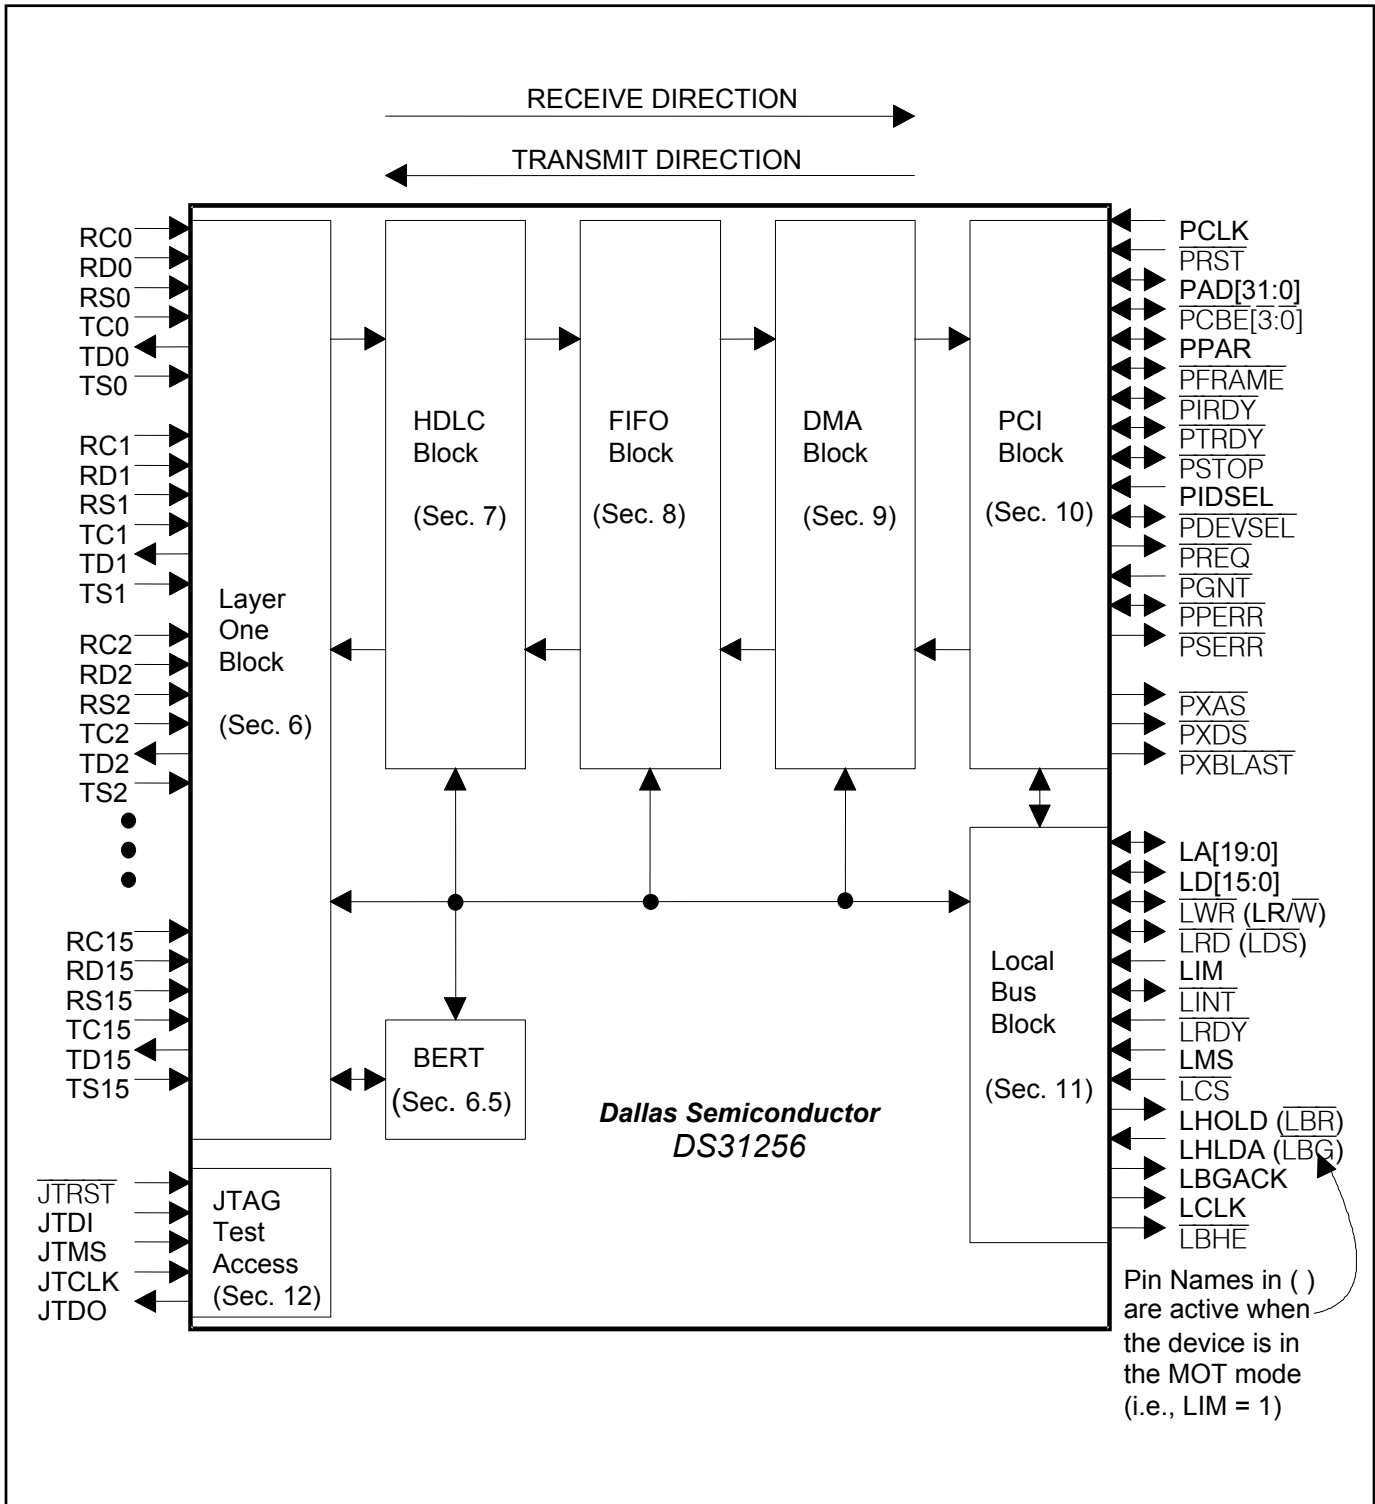 RECEIVE DIRECTION
TRANSMIT DIRECTION
RC0
RD0
RS0
TC0
TD0
TS0
RC1
RD1
RS1
TC1
TD1
TS1
RC2
RD2
RS2
TC2
TD2
TS2
RC15
RD15
RS15
TC15
TD15
TS15
JTRST
JTDI
JTMS
JTCLK
JTDO
Layer
One
Block
(Sec. 6)
HDLC
Block
(Sec. 7)
FIFO
Block
(Sec. 8)
DMA
Block
(Sec. 9)
PCI
Block
(Sec. 10)
BERT
(Sec. 6.5)
Dallas Semiconductor
DS31256
JTAG
Test
Access
(Sec. 12)
Local
Bus
Block
(Sec. 11)
PCLK
PRST
PAD[31:0]
PCBE[3:0]
PPAR
PFRAME
PIRDY
PTRDY
PSTOP
PIDSEL
PDEVSEL
PREQ
PGNT
PPERR
PSERR
PXAS
PXDS
PXBLAST
LA[19:0]
LD[15:0]
LWR (LR/W)
LRD (LDS)
LIM
LINT
LRDY
LMS
LCS
LHOLD (LBR)
LHLDA (LBG)
LBGACK
LCLK
LBHE
Pin Names in ( )
are active when
the device is in
the MOT mode
(i.e., LIM = 1)